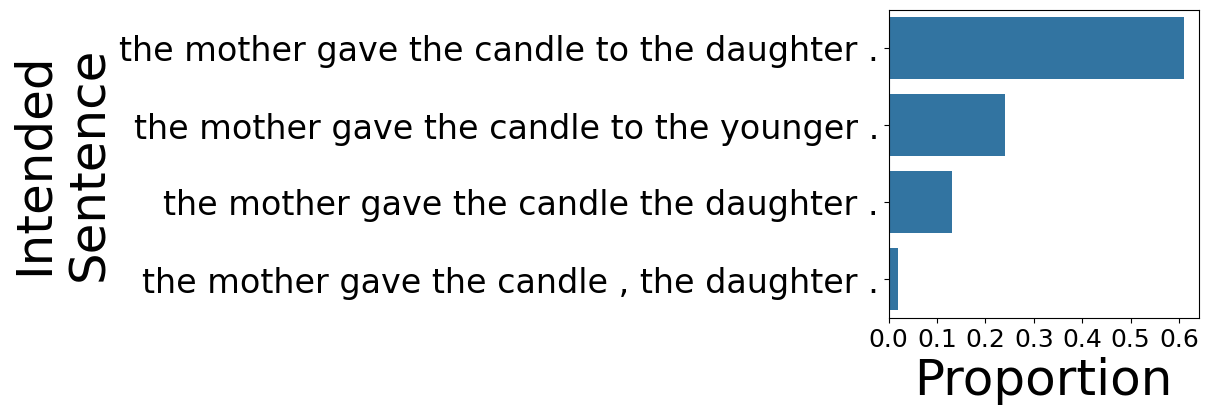 Intended
Sentence
the mother gave the candle to the daughter .
the mother gave the candle to the younger .
the mother gave the candle the daughter .
the mother gave the candle , the daughter .
0.0 0.1 0.2 0.3 0.4 0.5 0.6
Proportion